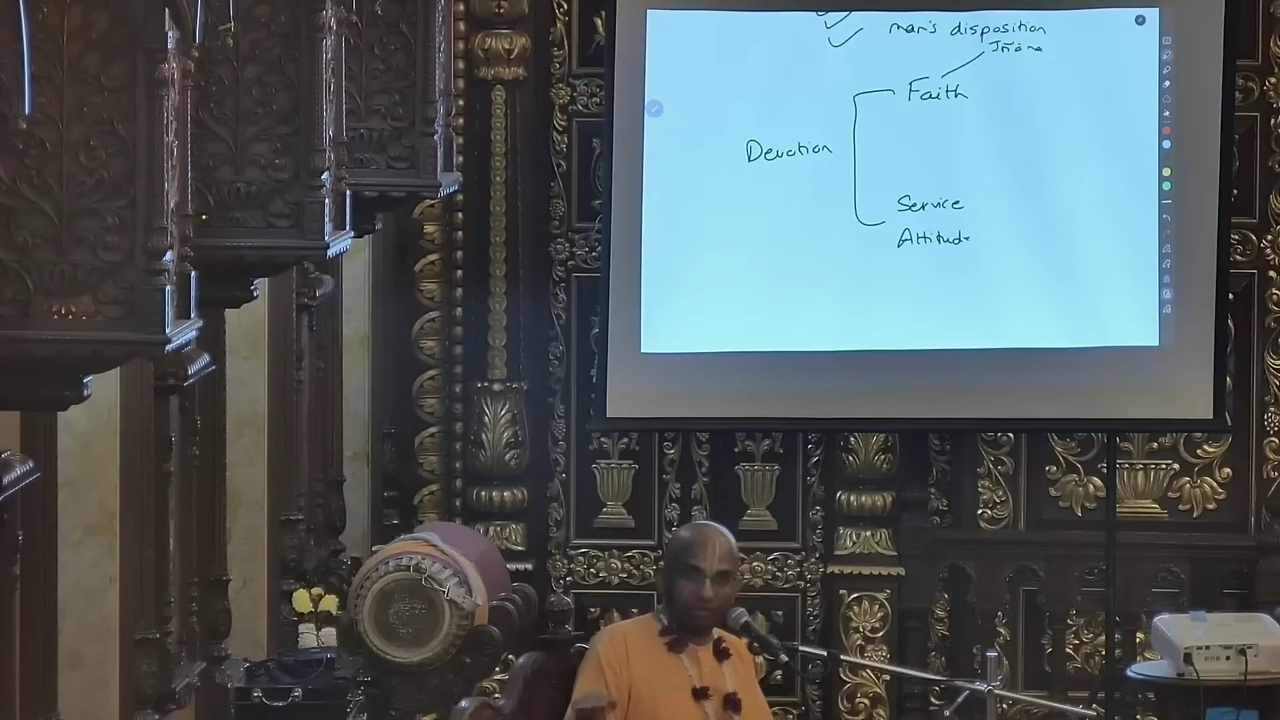 man's disposition
Jñāna
Faith
Devotion
Service
Attitude